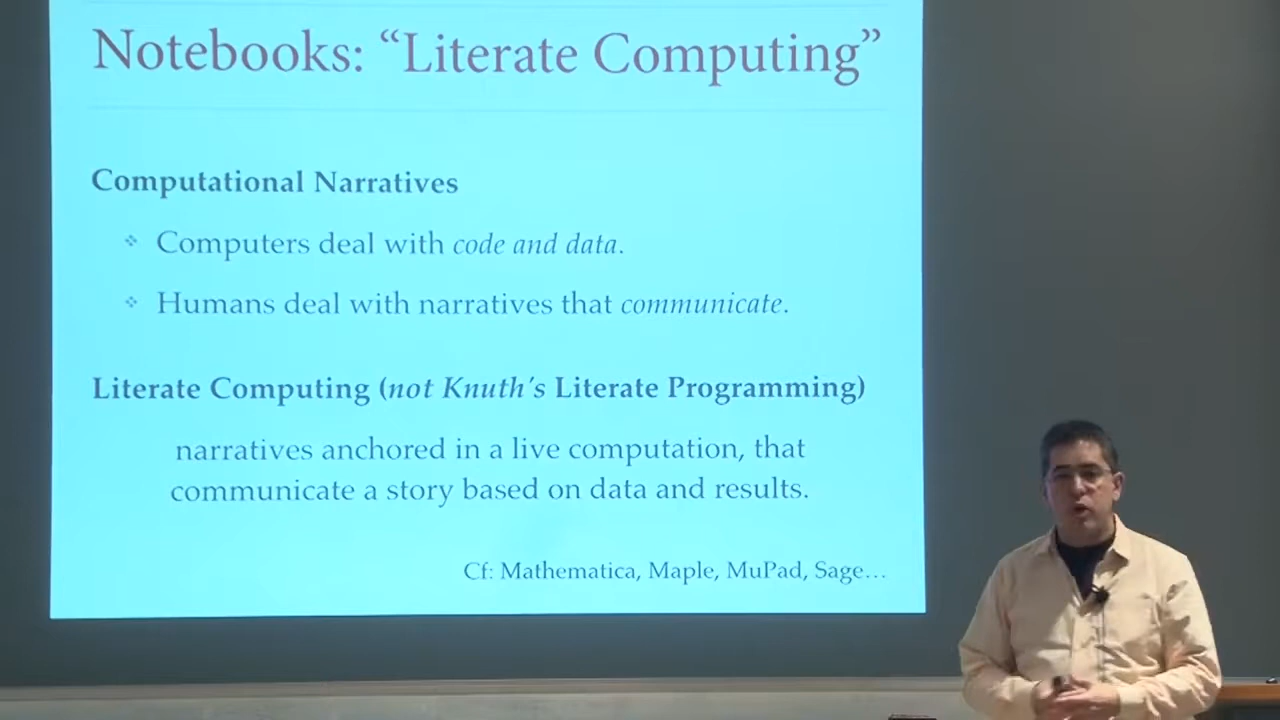 Notebooks: “Literate Computing”
Computational Narratives
Computers deal with code and data.
Humans deal with narratives that communicate.
Literate Computing (not Knuth’s Literate Programming)
narratives anchored in a live computation, that
communicate a story based on data and results.
Cf: Mathematica, Maple, MuPad, Sage…